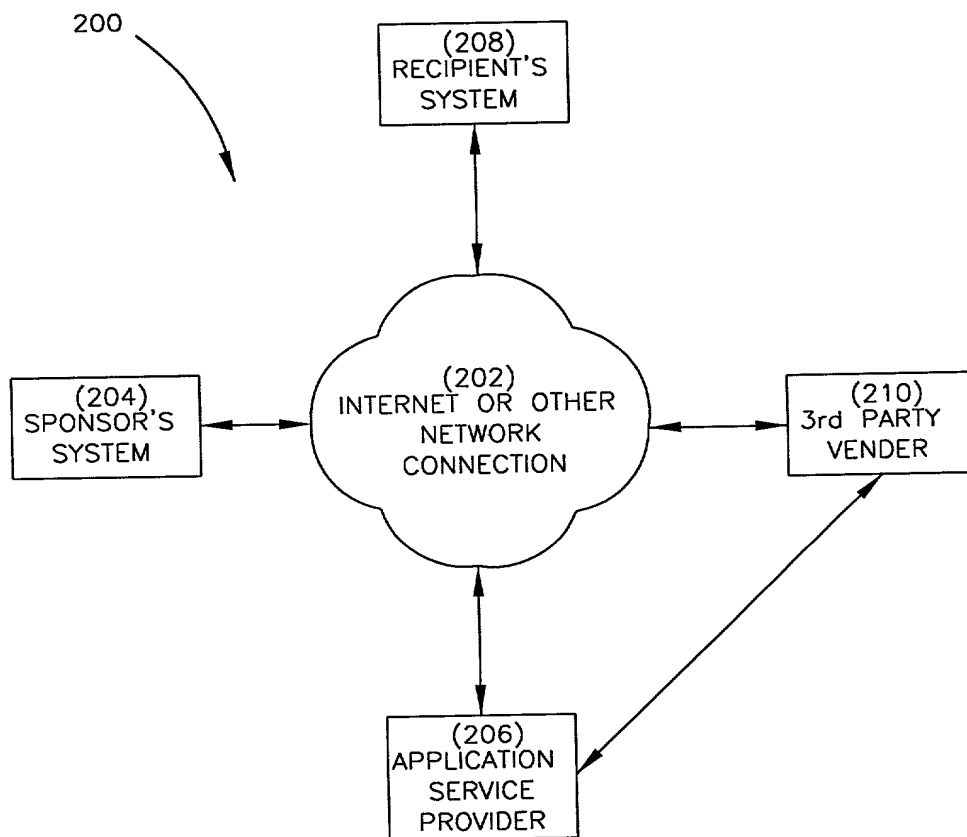 200
(208)
RECIPIENT'S
SYSTEM
(204)
SPONSOR'S
SYSTEM
(202)
INTERNET OR OTHER
NETWORK
CONNECTION
(210)
3rd PARTY
VENDER
(206)
APPLICATION
SERVICE
PROVIDER